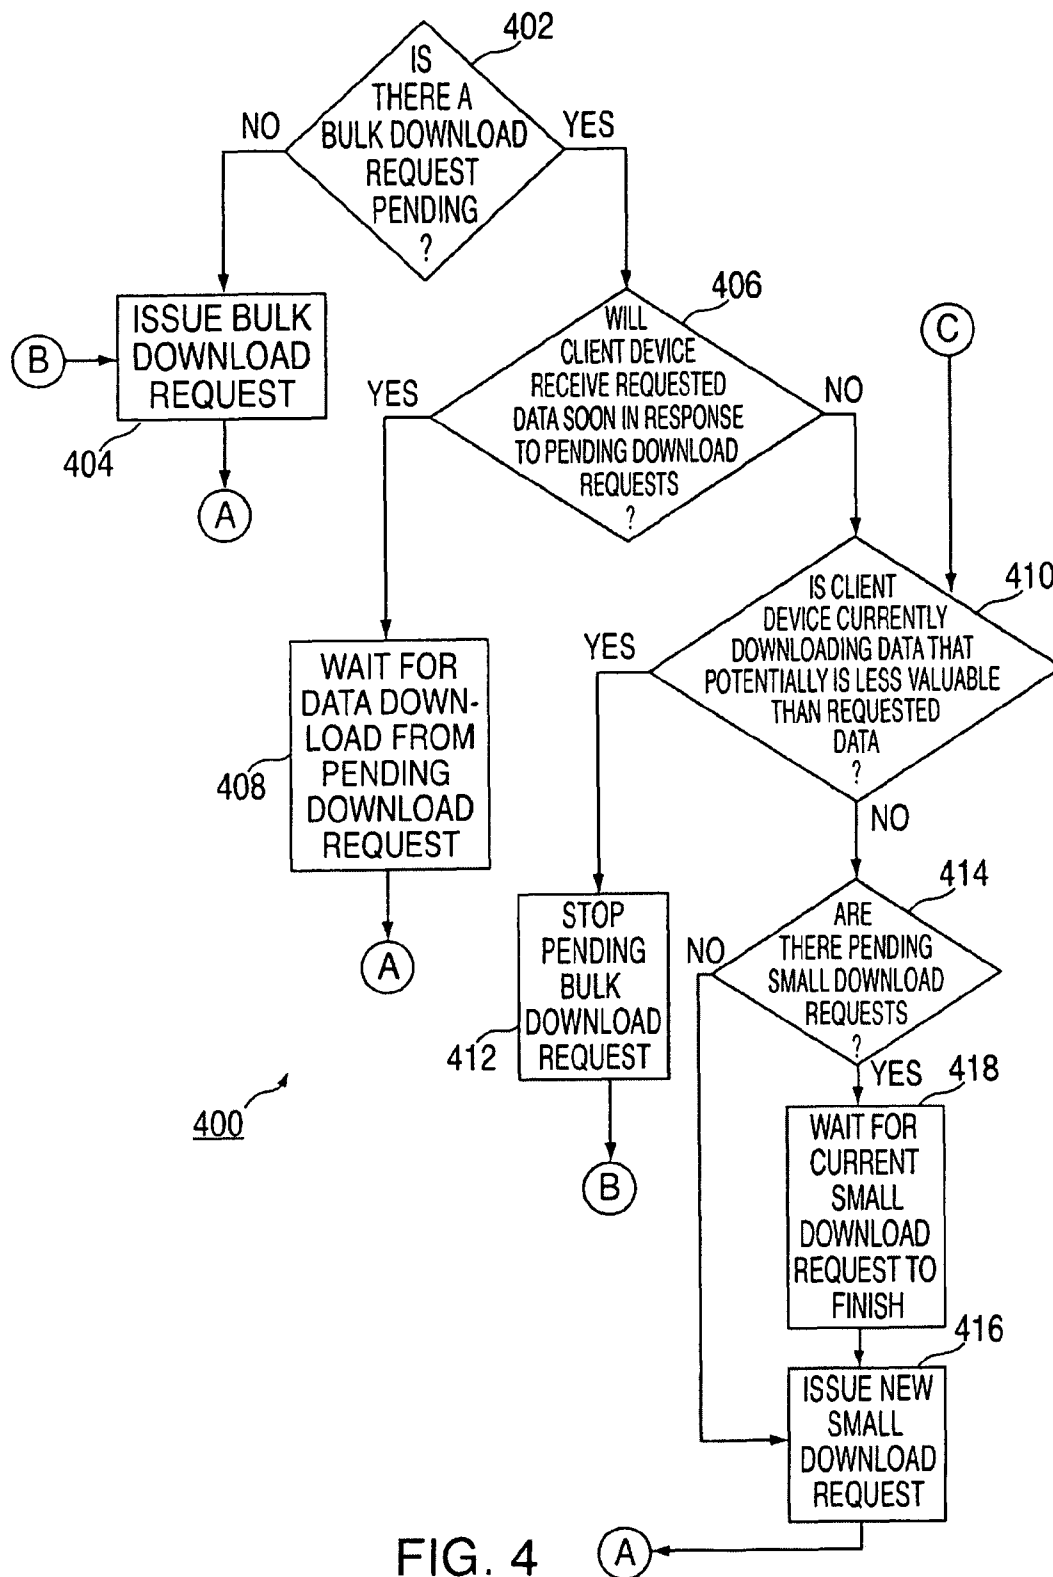 402
IS
THERE A
BULK DOWNLOAD
REQUEST
PENDING
?
NO
YES
406
ISSUE BULK
DOWNLOAD
REQUEST
B
404
A
WILL
CLIENT DEVICE
RECEIVE REQUESTED
DATA SOON IN RESPONSE
TO PENDING DOWNLOAD
REQUESTS
?
YES
NO
C
410
IS CLIENT
DEVICE CURRENTLY
DOWNLOADING DATA THAT
POTENTIALLY IS LESS VALUABLE
THAN REQUESTED
DATA
?
YES
NO
WAIT FOR
DATA DOWN-
LOAD FROM
PENDING
DOWNLOAD
REQUEST
408
A
STOP
PENDING
BULK
DOWNLOAD
REQUEST
412
B
414
ARE
THERE PENDING
SMALL DOWNLOAD
REQUESTS
?
NO
YES
418
WAIT FOR
CURRENT
SMALL
DOWNLOAD
REQUEST TO
FINISH
416
ISSUE NEW
SMALL
DOWNLOAD
REQUEST
A
400
FIG. 4